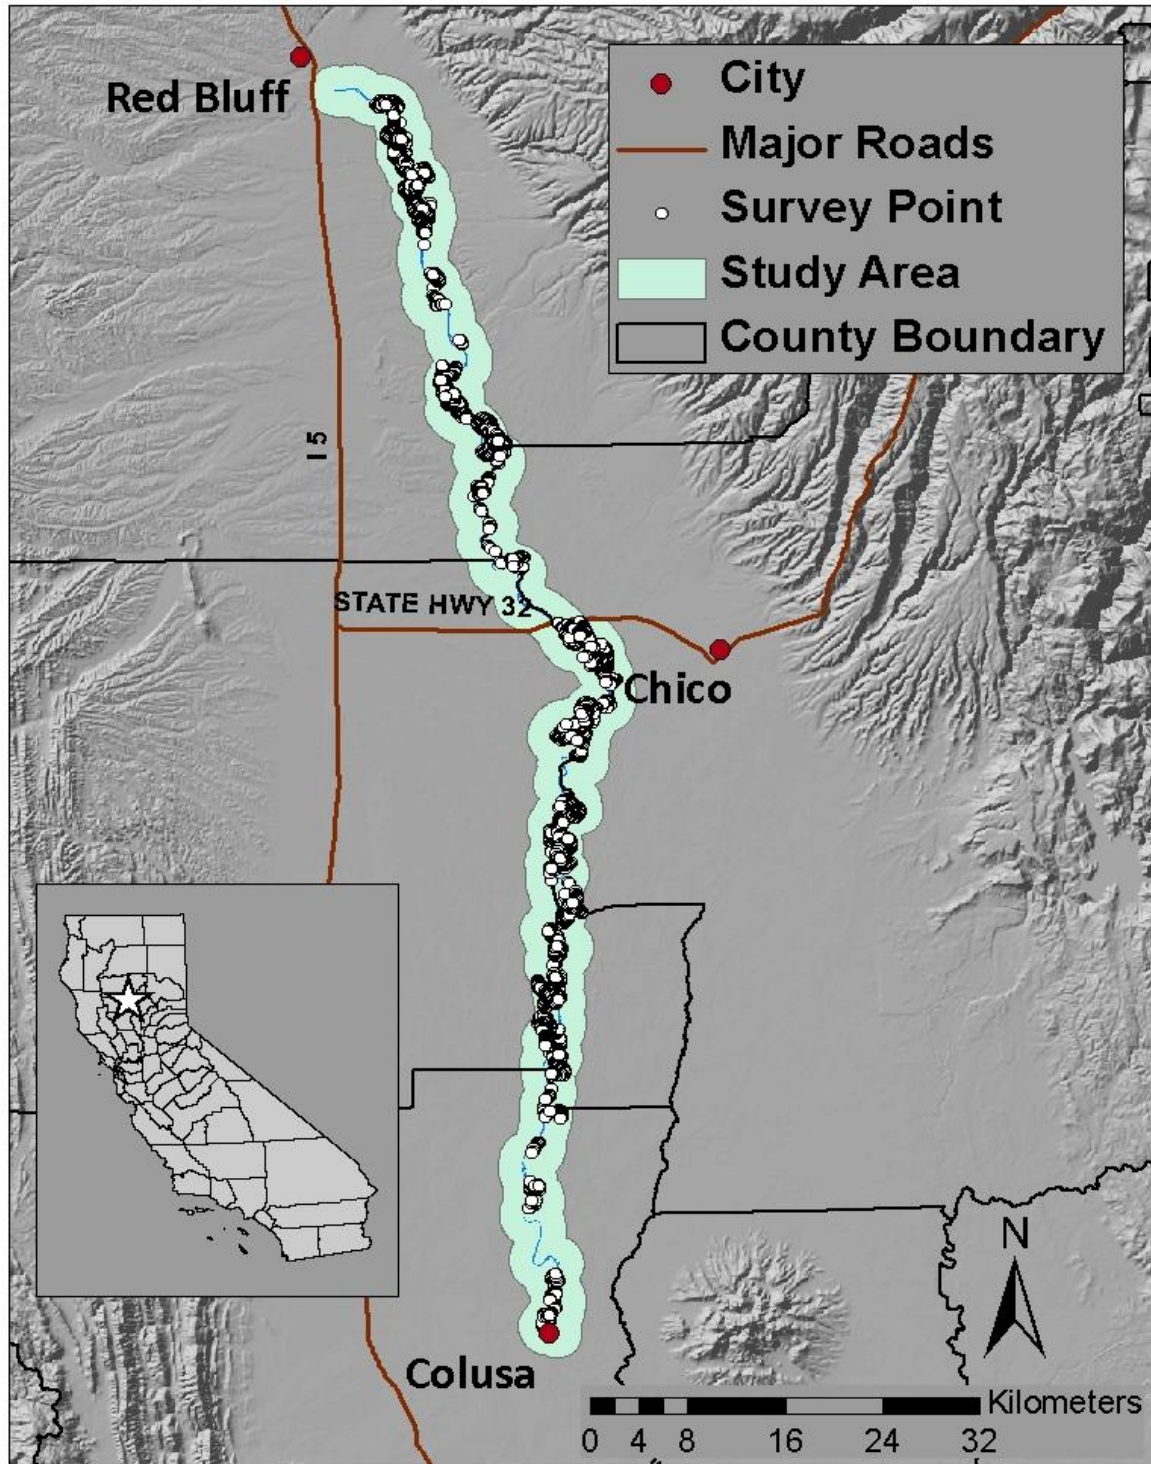 Red Bluff
City
Major Roads
Survey Point
Study Area
County Boundary
I 5
STATE HWY 32
Chico
N
Colusa
Kilometers
0 4 8 16 24 32